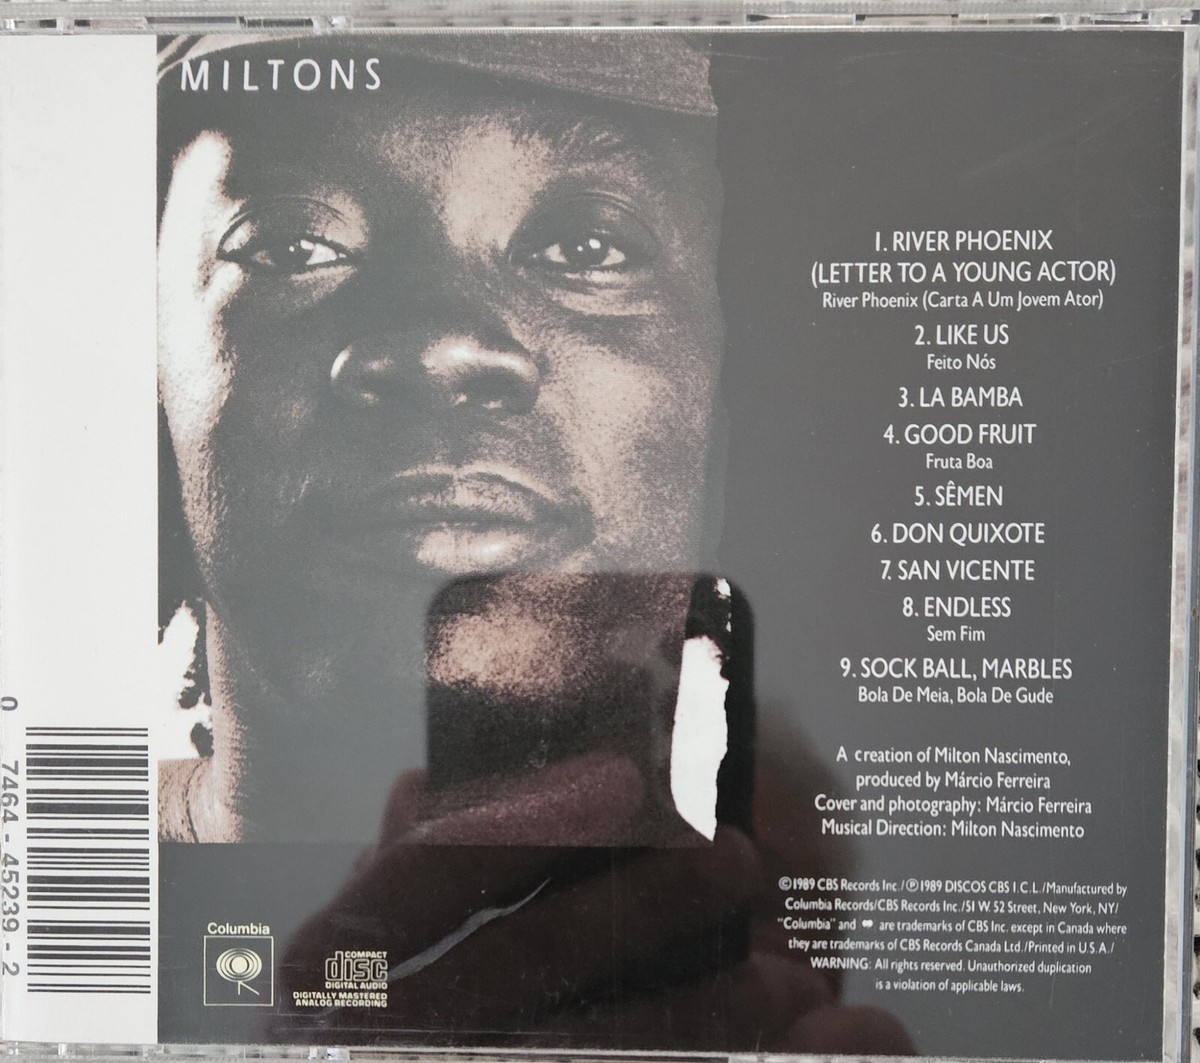 MILTONS
1. RIVER PHOENIX
(LETTER TO A YOUNG ACTOR)
River Phoenix (Carta A Um Jovem Ator)
2. LIKE US
Feito Nós
3. LA BAMBA
4. GOOD FRUIT
Fruta Boa
5. SÊMEN
6. DON QUIXOTE
7. SAN VICENTE
8. ENDLESS
Sem Fim
9. SOCK BALL, MARBLES
Bola De Meia, Bola De Gude
A creation of Milton Nascimento,
produced by Márcio Ferreira
Cover and photography: Márcio Ferreira
Musical Direction: Milton Nascimento
©1989 CBS Records Inc./℗1989 DISCOS CBS I.C.L./Manufactured by
Columbia Records/CBS Records Inc./51 W. 52 Street, New York, NY/
"Columbia" and are trademarks of CBS Inc. except in Canada where
they are trademarks of CBS Records Canada Ltd./Printed in U.S.A./
WARNING: All rights reserved. Unauthorized duplication
is a violation of applicable laws.
0 7464-45239-2
Columbia
COMPACT
disc
DIGITAL AUDIO
DIGITALLY MASTERED
ANALOG RECORDING